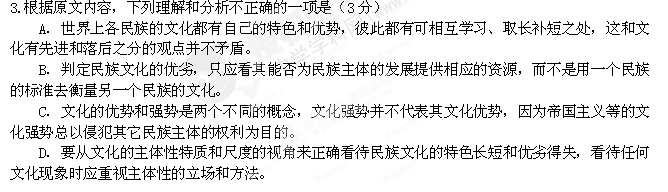 3.根据原文内容，下列理解和分析不正确的一项是（3分）
A. 世界上各民族的文化都有自己的特色和优势，彼此都有可相互学习、取长补短之处，这和文
化有先进和落后之分的观点并不矛盾。
B. 判定民族文化的优劣，只应看其能否为民族主体的发展提供相应的资源，而不是用一个民族
的标准去衡量另一个民族的文化。
C. 文化的优势和强势是两个不同的概念，文化强势并不代表其文化优势，因为帝国主义等的文
化强势总以侵犯其它民族主体的权利为目的。
D. 要从文化的主体性特质和尺度的视角来正确看待民族文化的特色长短和优劣得失，看待任何
文化现象时应重视主体性的立场和方法。